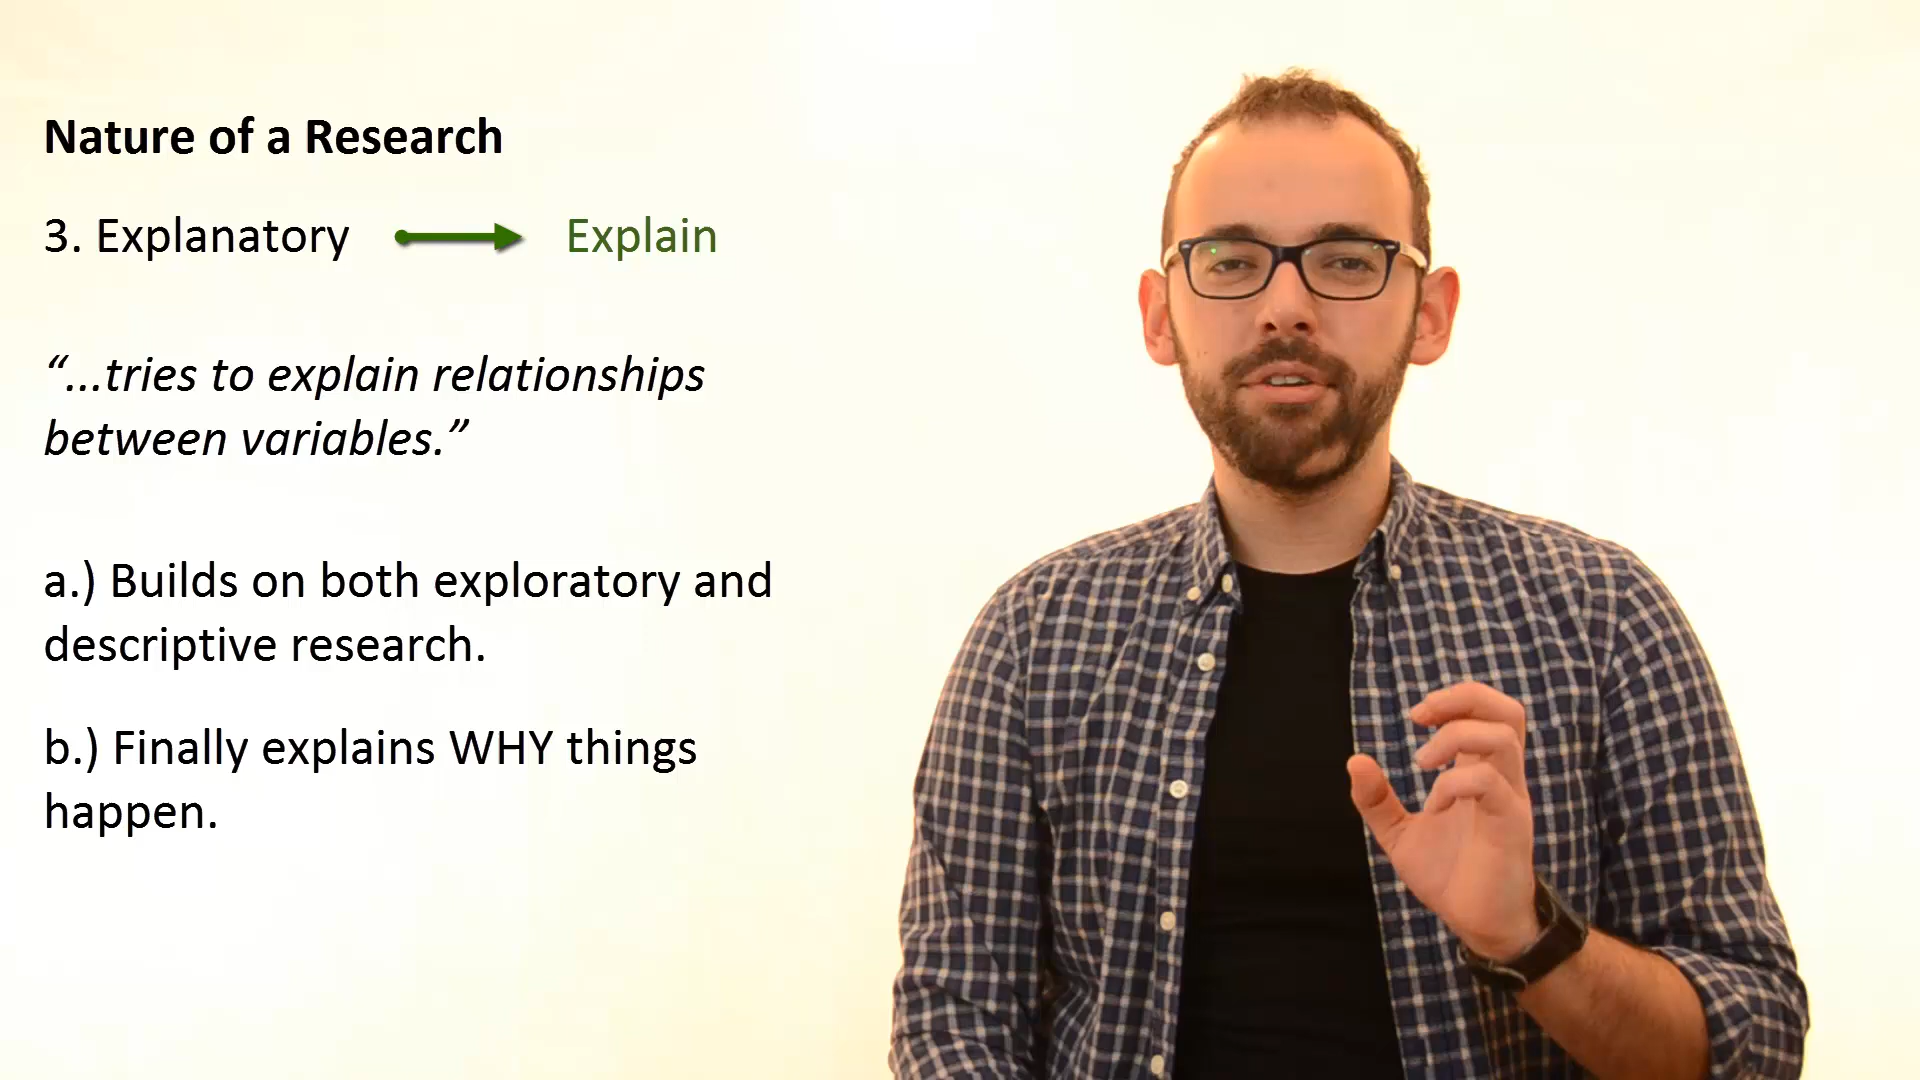 Nature of a Research
3. Explanatory Explain
“...tries to explain relationships
between variables.”
a.) Builds on both exploratory and
descriptive research.
b.) Finally explains WHY things
happen.